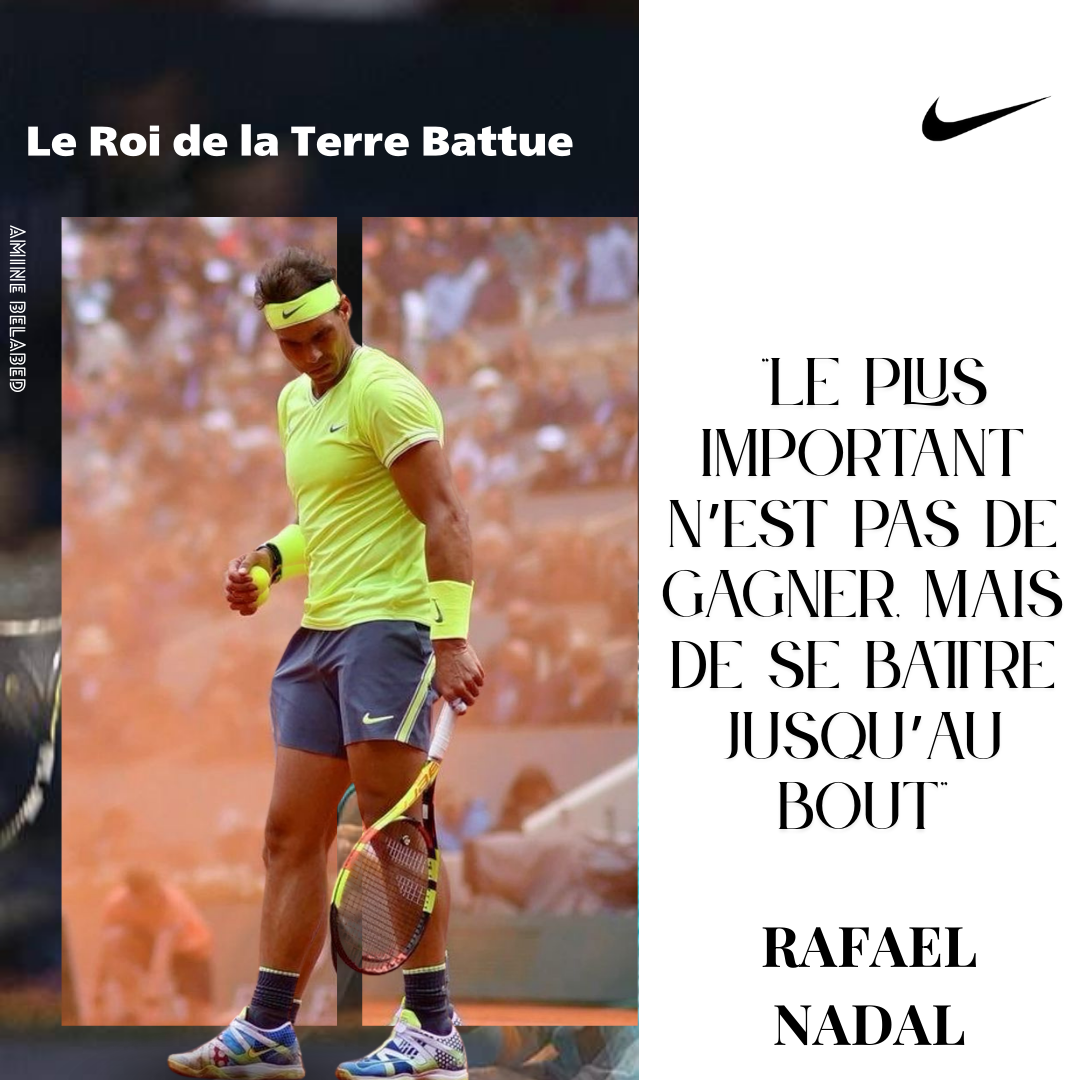 Le Roi de la Terre Battue
AMINE BELABED
"LE PLUS
IMPORTANT
N'EST PAS DE
GAGNER, MAIS
DE SE BATTRE
JUSQU'AU
BOUT"
RAFAEL
NADAL